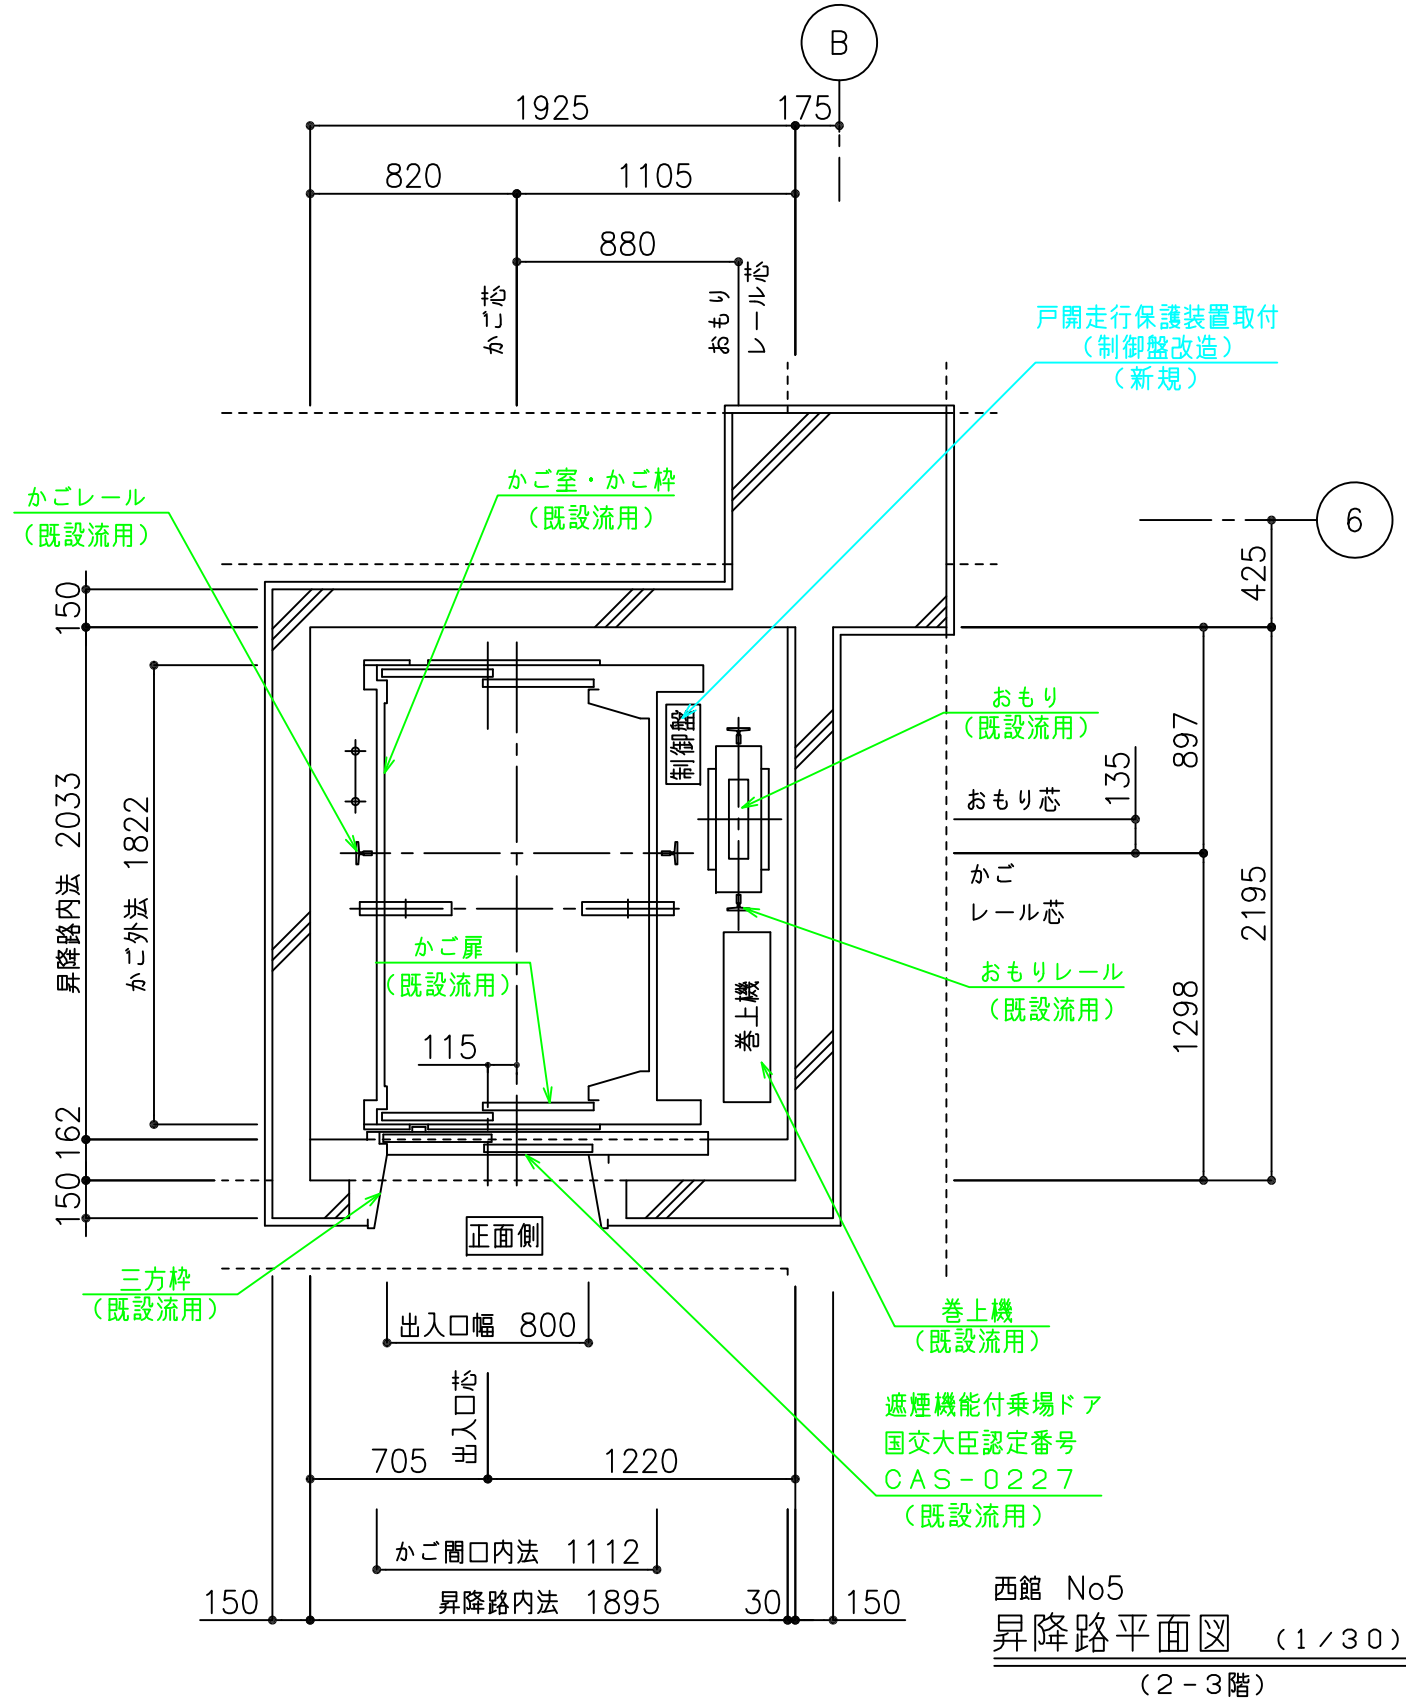 B
1925
175
820
1105
880
かご芯
おもり
レール芯
戸開走行保護装置取付
(制御盤改造)
(新規)
かご室・かご枠
(既設流用)
かごレール
(既設流用)
6
425
150
昇降路内法 2033
かご外法 1822
162
150
制御盤
おもり
(既設流用)
897
135
おもり芯
かご
レール芯
2195
1298
おもりレール
(既設流用)
かご扉
(既設流用)
115
巻上機
正面側
三方枠
(既設流用)
出入口幅 800
巻上機
(既設流用)
出入口芯
705
1220
遮煙機能付乗場ドア
国交大臣認定番号
CAS-0227
(既設流用)
かご間口内法 1112
150
昇降路内法 1895
30
150
西館 No5
昇降路平面図 (1/30)
(2-3階)